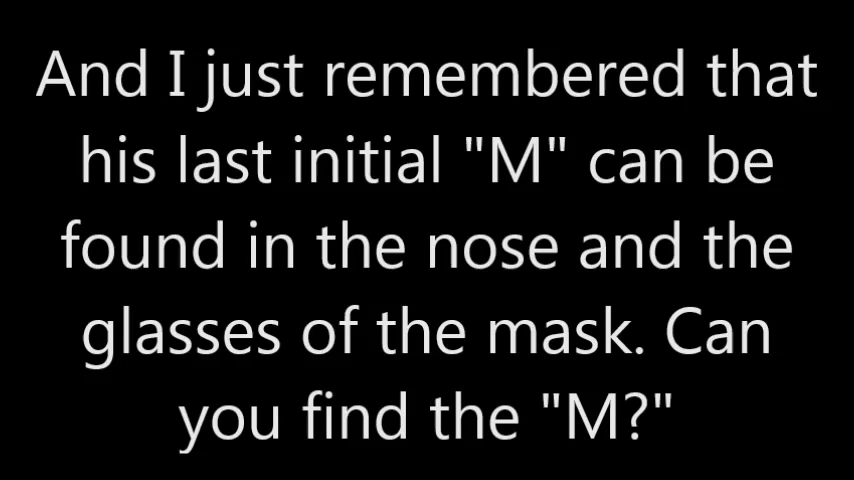 And I just remembered that
his last initial "M" can be
found in the nose and the
glasses of the mask. Can
you find the "M?"